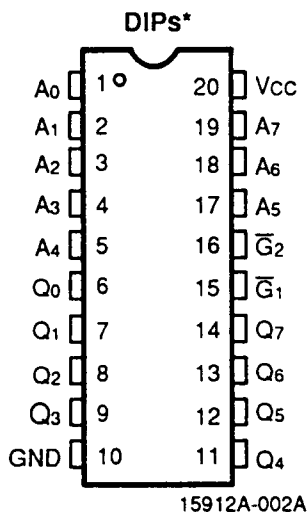 DIPs*
A0 1 20 VCC
A1 2 19 A7
A2 3 18 A6
A3 4 17 A5
A4 5 16 G̅2
Q0 6 15 G̅1
Q1 7 14 Q7
Q2 8 13 Q6
Q3 9 12 Q5
GND 10 11 Q4
15912A-002A